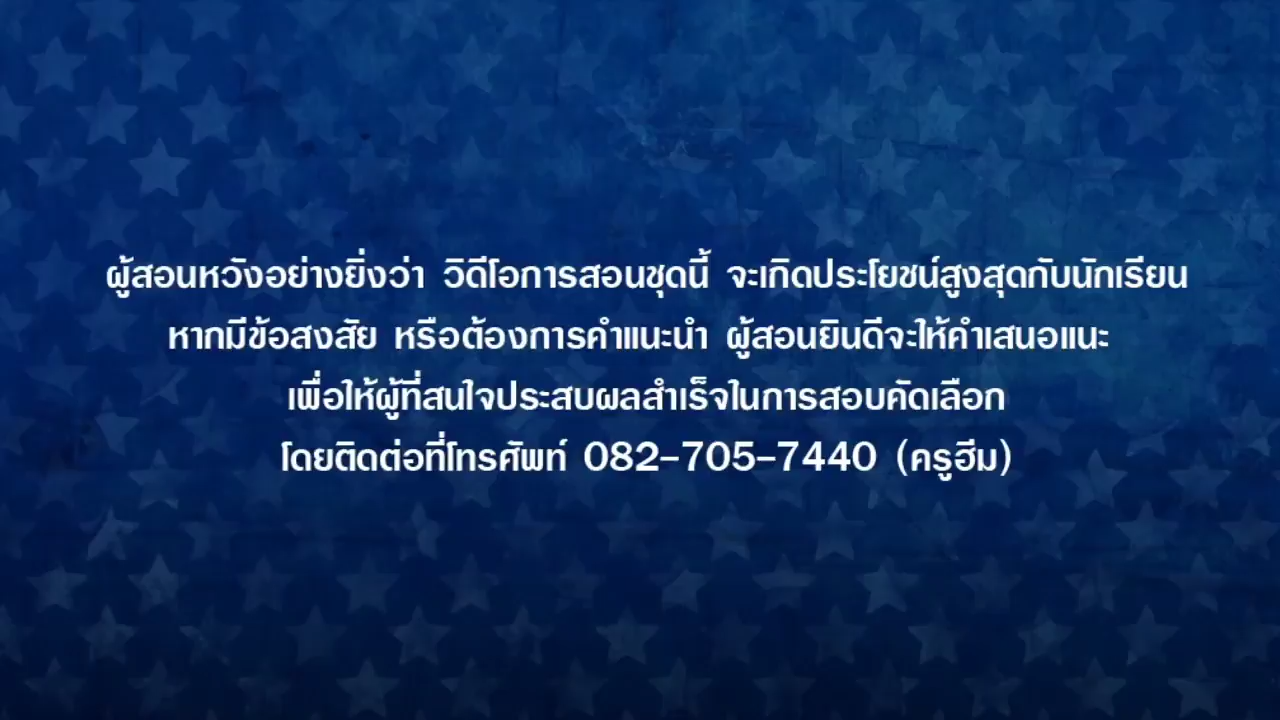 ผู้สอนหวังอย่างยิ่งว่า วิดีโอการสอนชุดนี้ จะเกิดประโยชน์สูงสุดกับนักเรียน
หากมีข้อสงสัย หรือต้องการคำแนะนำ ผู้สอนยินดีจะให้คำเสนอแนะ
เพื่อให้ผู้ที่สนใจประสบผลสำเร็จในการสอบคัดเลือก
โดยติดต่อที่โทรศัพท์ 082-705-7440 (ครูฮีม)